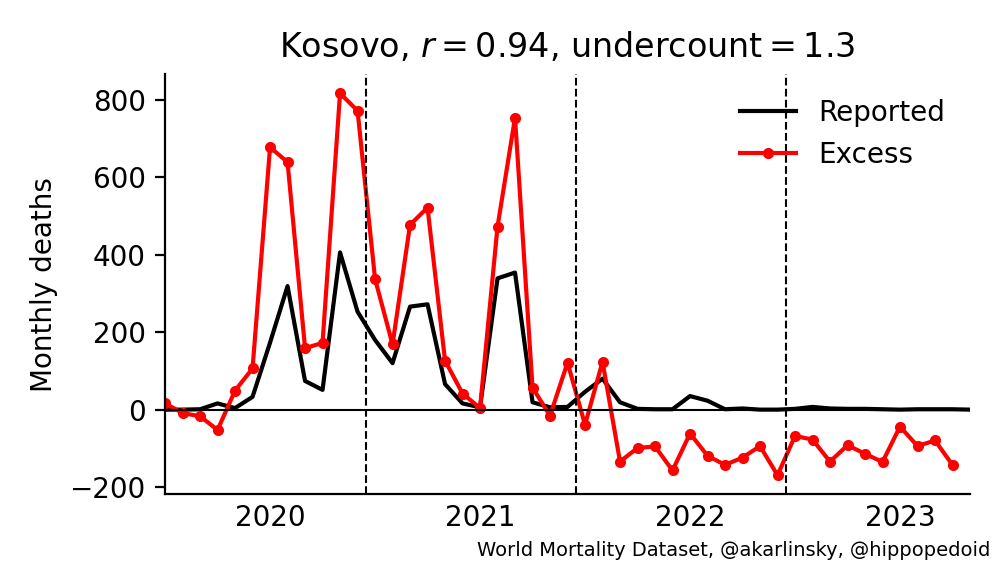 Kosovo, r = 0.94, undercount = 1.3
Reported
Excess
Monthly deaths
800
600
400
200
0
−200
2020
2021
2022
2023
World Mortality Dataset, @akarlinsky, @hippopedoid